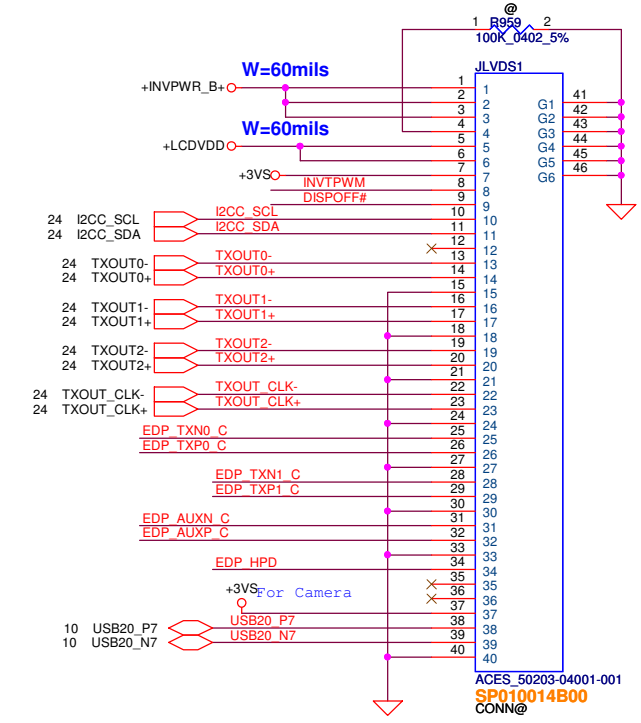 @
1 R959 2
100K_0402_5%
JLVDS1
W=60mils
+INVPWR_B+
1 1
2 2
3 3
4 4
W=60mils
+LCDVDD
5 5
6 6
+3VS
7 7
INVTPWM 8 8
DISPOFF# 9 9
24 I2CC_SCL I2CC_SCL 10 10
24 I2CC_SDA I2CC_SDA 11 11
12 12
24 TXOUT0- TXOUT0- 13 13
24 TXOUT0+ TXOUT0+ 14 14
15 15
24 TXOUT1- TXOUT1- 16 16
24 TXOUT1+ TXOUT1+ 17 17
18 18
24 TXOUT2- TXOUT2- 19 19
24 TXOUT2+ TXOUT2+ 20 20
21 21
24 TXOUT_CLK- TXOUT_CLK- 22 22
24 TXOUT_CLK+ TXOUT_CLK+ 23 23
24 24
EDP_TXN0_C 25 25
EDP_TXP0_C 26 26
27 27
EDP_TXN1_C 28 28
EDP_TXP1_C 29 29
30 30
EDP_AUXN_C 31 31
EDP_AUXP_C 32 32
33 33
EDP_HPD 34 34
35 35
36 36
+3VS For Camera
37 37
10 USB20_P7 USB20_P7 38 38
10 USB20_N7 USB20_N7 39 39
40 40
G1 41
G2 42
G3 43
G4 44
G5 45
G6 46
ACES_50203-04001-001
SP010014B00
CONN@